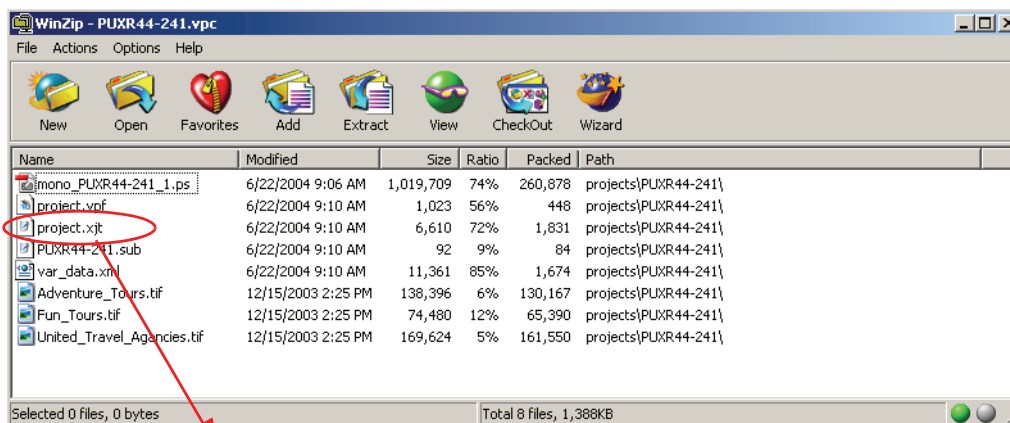 WinZip - PUXR44-241.vpc
File Actions Options Help
New Open Favorites Add Extract View CheckOut Wizard
Name Modified Size Ratio Packed Path
mono_PUXR44-241_1.ps 6/22/2004 9:06 AM 1,019,709 74% 260,878 projects\PUXR44-241\
project.vpf 6/22/2004 9:10 AM 1,023 56% 448 projects\PUXR44-241\
project.xjt 6/22/2004 9:10 AM 6,610 72% 1,831 projects\PUXR44-241\
PUXR44-241.sub 6/22/2004 9:10 AM 92 9% 84 projects\PUXR44-241\
var_data.xml 6/22/2004 9:10 AM 11,361 85% 1,674 projects\PUXR44-241\
Adventure_Tours.tif 12/15/2003 2:25 PM 138,396 6% 130,167 projects\PUXR44-241\
Fun_Tours.tif 12/15/2003 2:25 PM 74,480 12% 65,390 projects\PUXR44-241\
United_Travel_Agancies.tif 12/15/2003 2:25 PM 169,624 5% 161,550 projects\PUXR44-241\
Selected 0 files, 0 bytes Total 8 files, 1,388KB